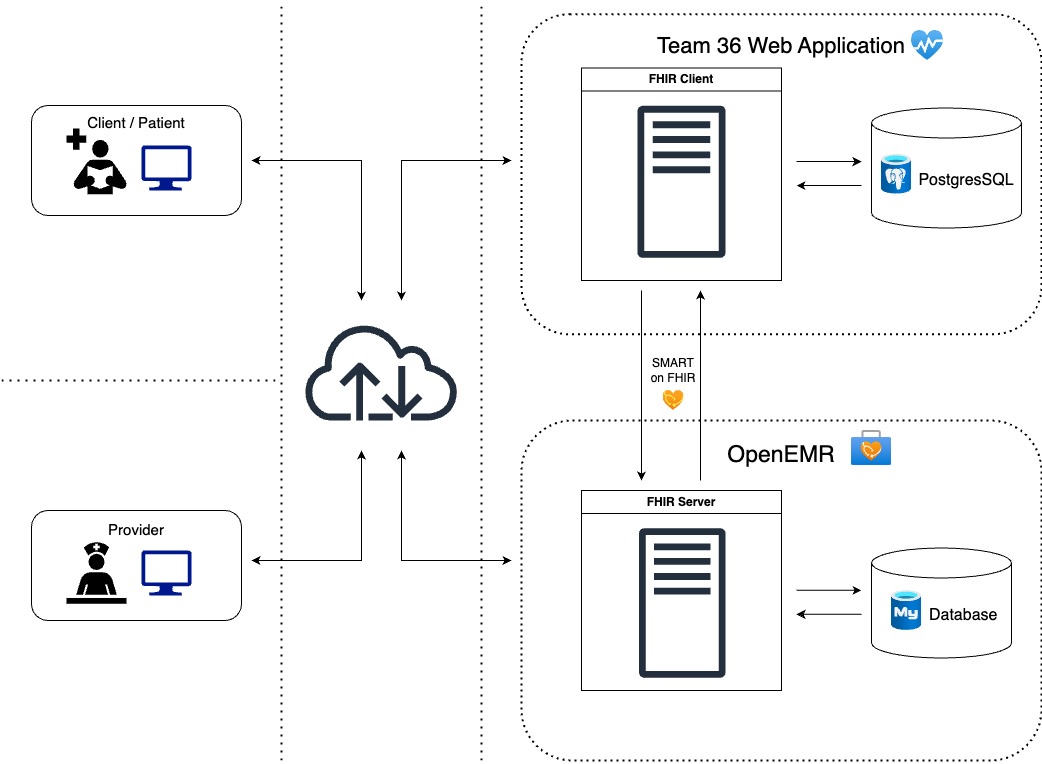 Team 36 Web Application
FHIR Client
Client / Patient
PostgresSQL
SMART
on FHIR
OpenEMR
FHIR Server
Provider
My
Database